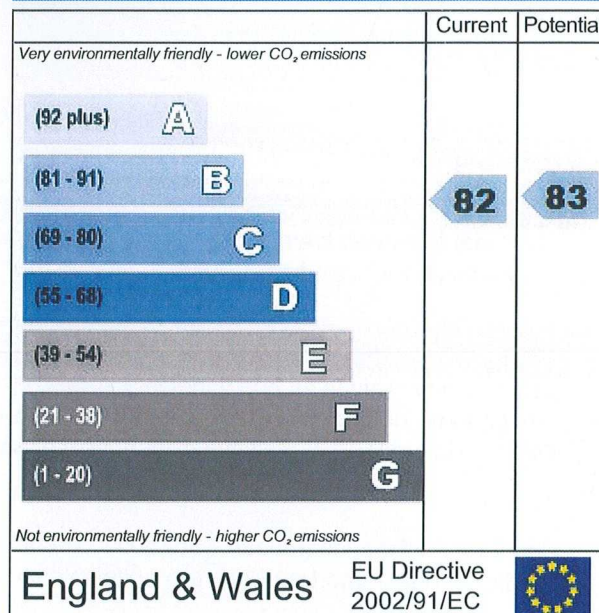 Current Potentia
Very environmentally friendly - lower CO₂ emissions
(92 plus) A
(81 - 91) B
82 83
(69 - 80) C
(55 - 68) D
(39 - 54) E
(21 - 38) F
(1 - 20) G
Not environmentally friendly - higher CO₂ emissions
England & Wales
EU Directive
2002/91/EC